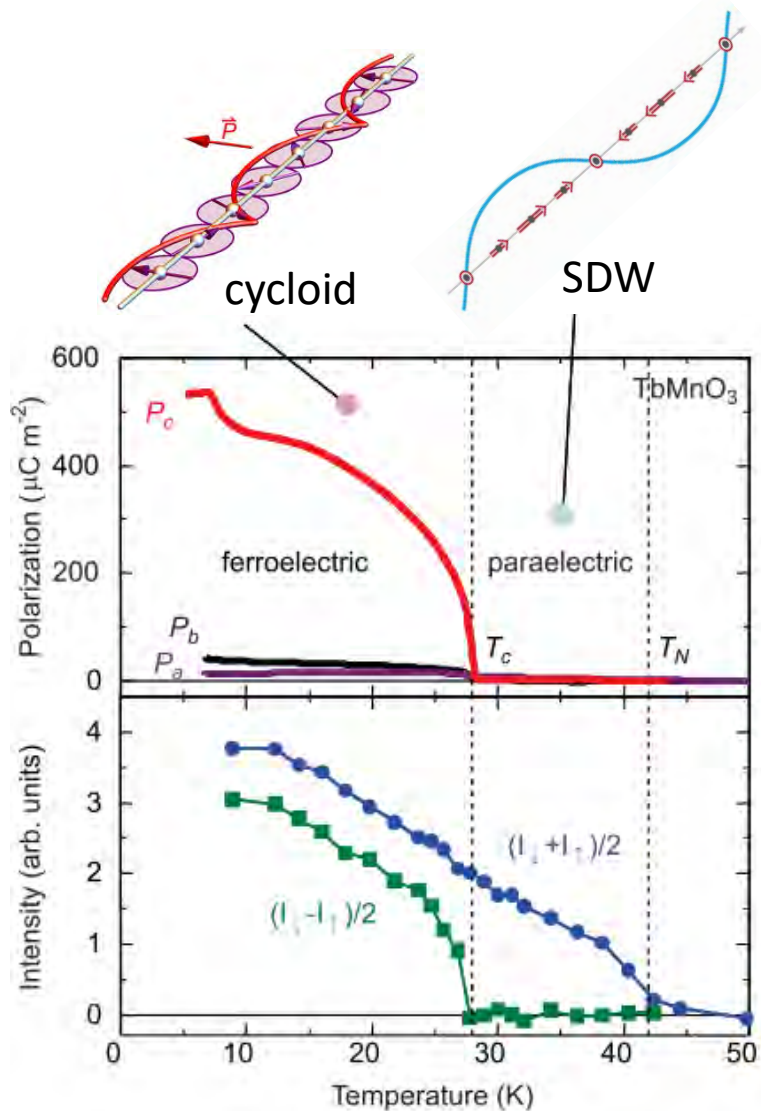 P
cycloid
SDW
600
TbMnO₃
P_c
400
Polarization (μC m⁻²)
ferroelectric
paraelectric
200
P_b
P_a
T_c
T_N
0
4
3
2
1
0
Intensity (arb. units)
(I↓+I↑)/2
(I↓-I↑)/2
0
10
20
30
40
50
Temperature (K)